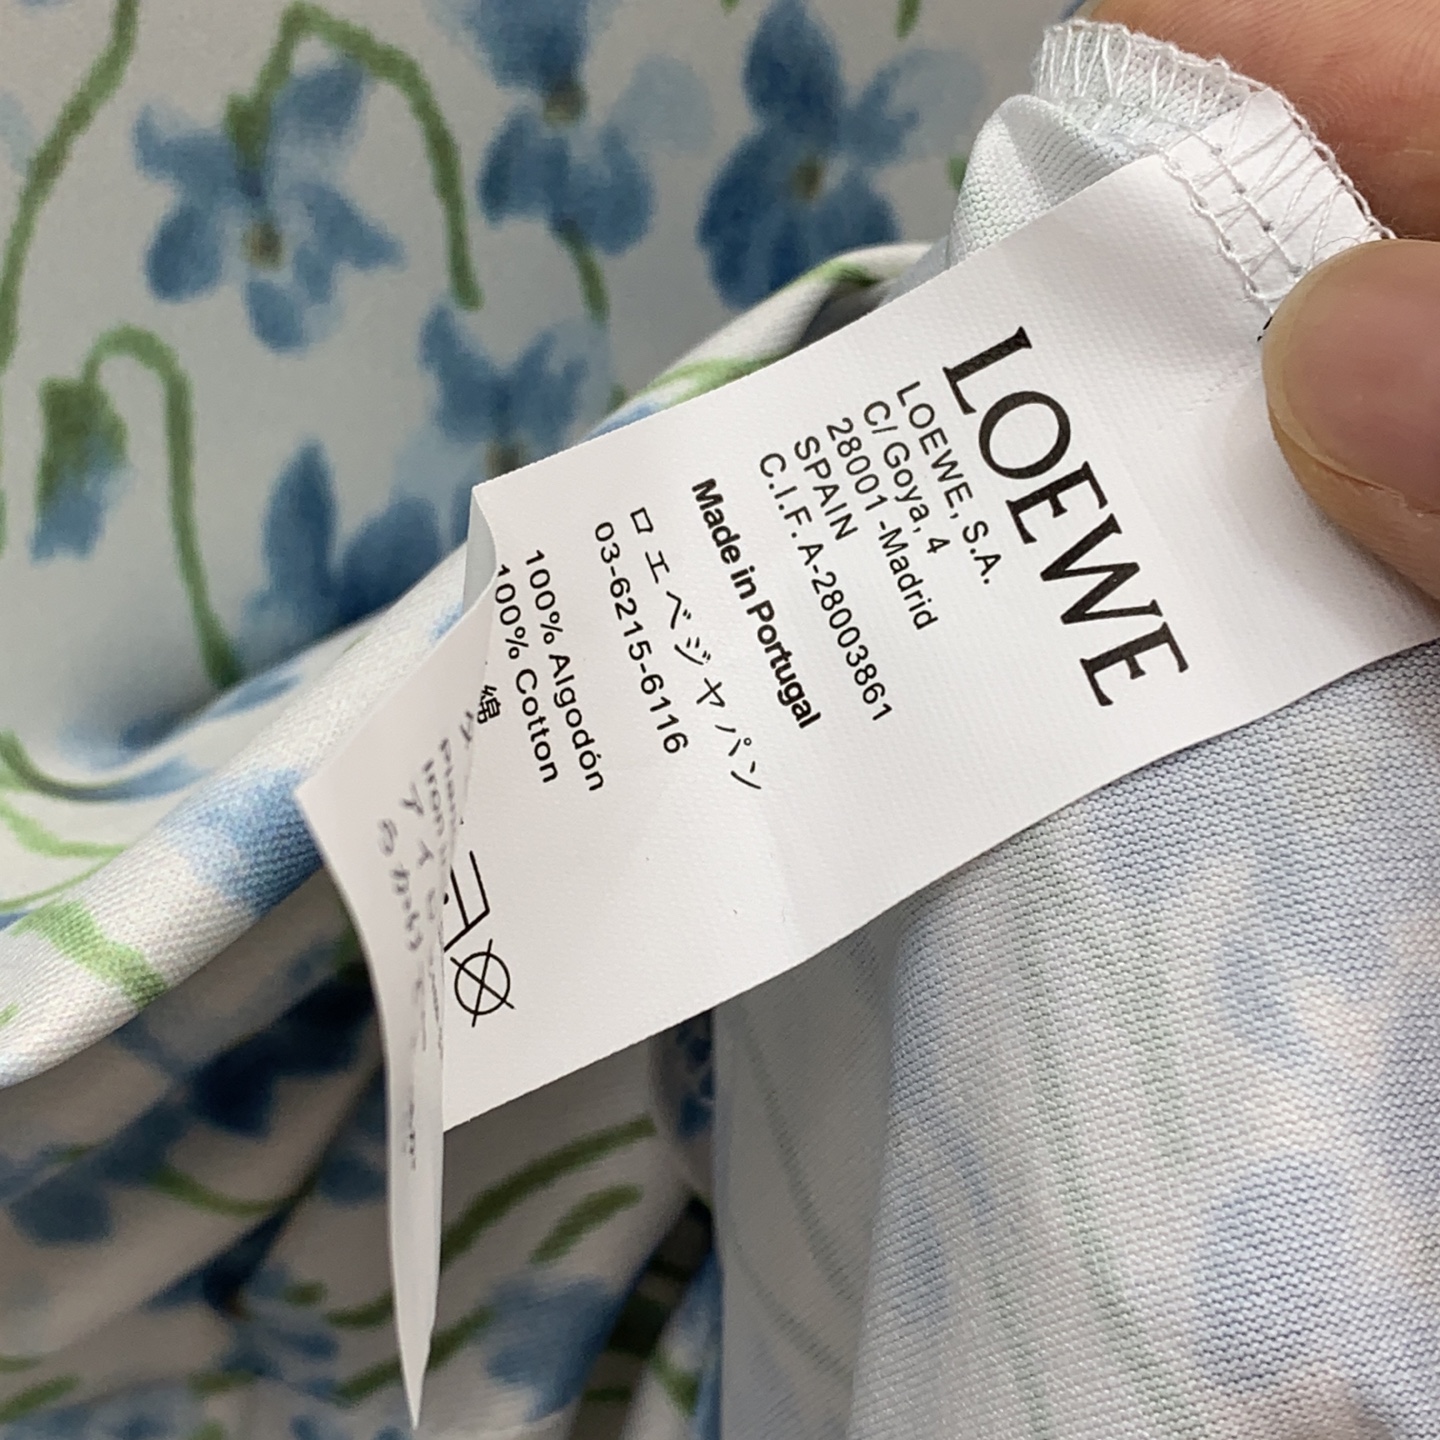 LOEWE
LOEWE, S.A.
C/ Goya, 4
28001 -Madrid
SPAIN
C.I.F. A-28003861
Made in Portugal
ロエベジャパン
03-6215-6116
100% Algodón
100% Cotton
綿